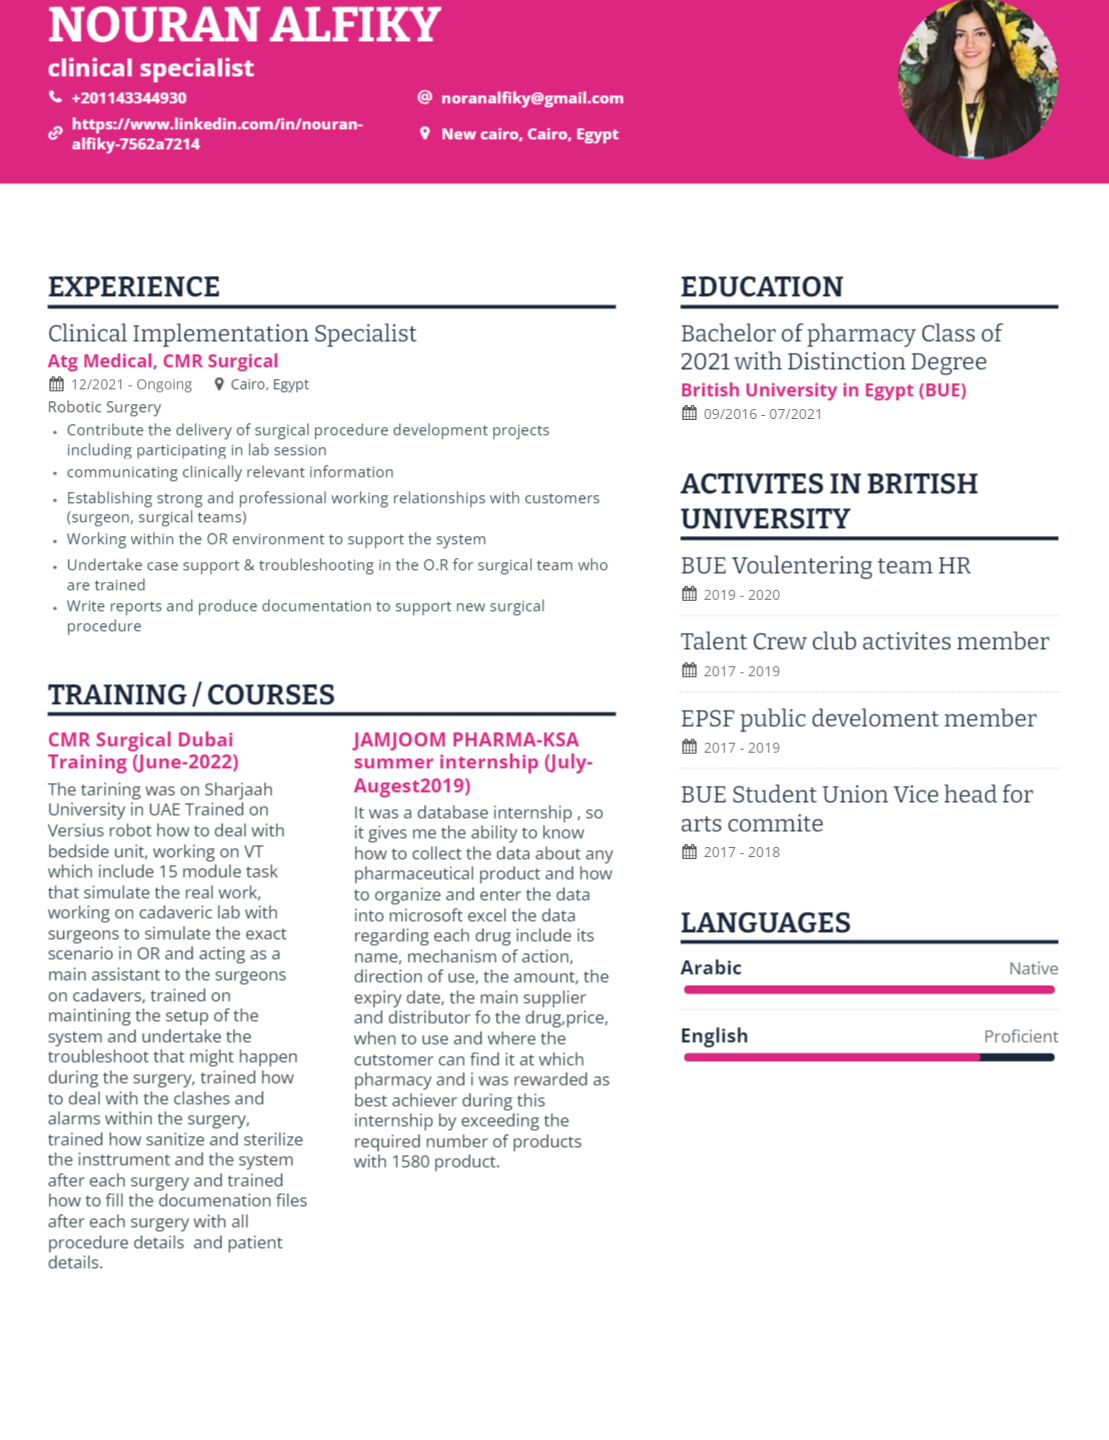 NOURAN ALFIKY
clinical specialist
+201143344930
noranalfiky@gmail.com
https://www.linkedin.com/in/nouran-
alfiky-7562a7214
New cairo, Cairo, Egypt
EXPERIENCE
Clinical Implementation Specialist
Atg Medical, CMR Surgical
12/2021 - Ongoing
Cairo, Egypt
Robotic Surgery
• Contribute the delivery of surgical procedure development projects
including participating in lab session
• communicating clinically relevant information
• Establishing strong and professional working relationships with customers
(surgeon, surgical teams)
• Working within the OR environment to support the system
• Undertake case support & troubleshooting in the O.R for surgical team who
are trained
• Write reports and produce documentation to support new surgical
procedure
TRAINING / COURSES
CMR Surgical Dubai
Training (June-2022)
The tarining was on Sharjaah
University in UAE Trained on
Versius robot how to deal with
bedside unit, working on VT
which include 15 module task
that simulate the real work,
working on cadaveric lab with
surgeons to simulate the exact
scenario in OR and acting as a
main assistant to the surgeons
on cadavers, trained on
maintining the setup of the
system and undertake the
troubleshoot that might happen
during the surgery, trained how
to deal with the clashes and
alarms within the surgery,
trained how sanitize and sterilize
the insttrument and the system
after each surgery and trained
how to fill the documenation files
after each surgery with all
procedure details  and patient
details.
JAMJOOM PHARMA-KSA
summer internship (July-
Augest2019)
It was a database internship , so
it gives me the ability to know
how to collect the data about any
pharmaceutical product and how
to organize and enter the data
into microsoft excel the data
regarding each drug include its
name, mechanism of action,
direction of use, the amount, the
expiry date, the main supplier
and distributor fo the drug,price,
when to use and where the
cutstomer can find it at which
pharmacy and i was rewarded as
best achiever during this
internship by exceeding the
required number of products
with 1580 product.
EDUCATION
Bachelor of pharmacy Class of
2021 with Distinction Degree
British University in Egypt (BUE)
09/2016 - 07/2021
ACTIVITES IN BRITISH
UNIVERSITY
BUE Voulentering team HR
2019 - 2020
Talent Crew club activites member
2017 - 2019
EPSF public develoment member
2017 - 2019
BUE Student Union Vice head for
arts commite
2017 - 2018
LANGUAGES
Arabic
Native
English
Proficient